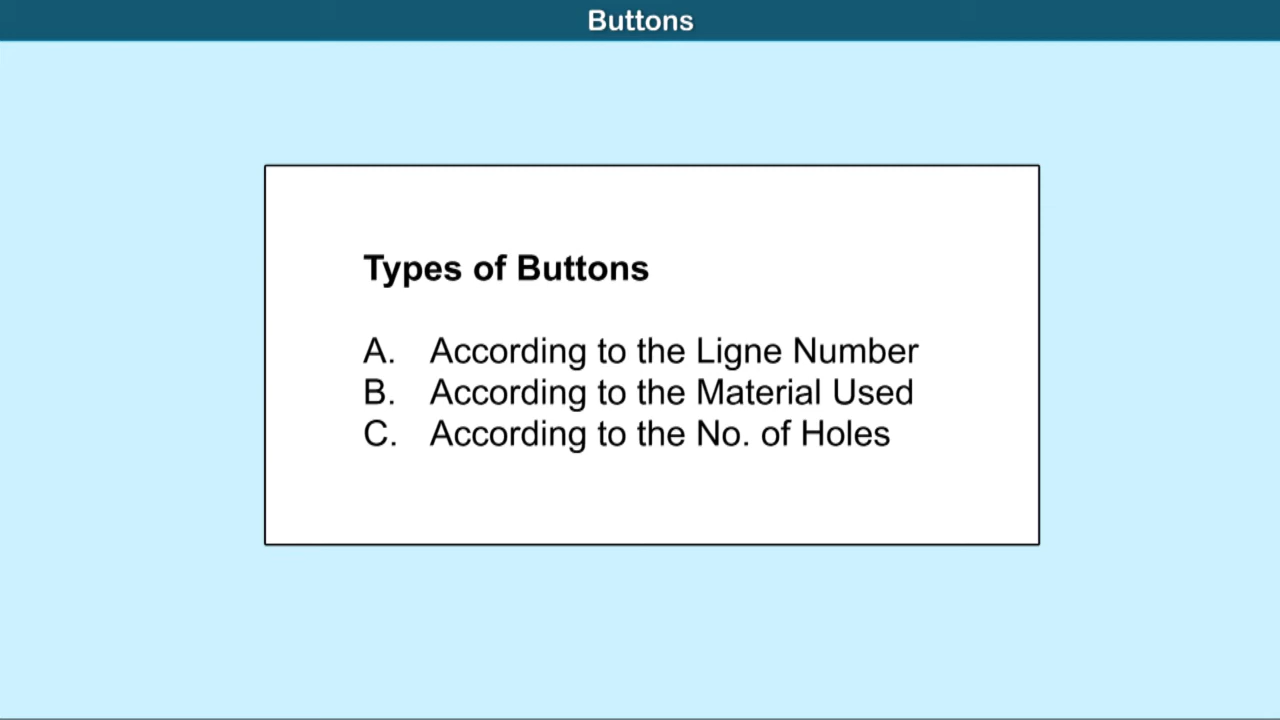 Buttons
Types of Buttons
A. According to the Ligne Number
B. According to the Material Used
C. According to the No. of Holes